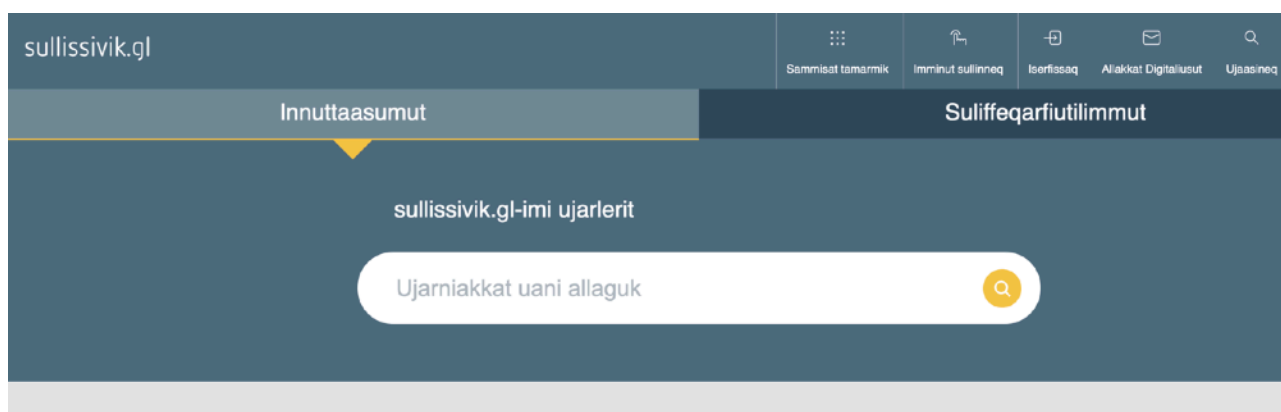 sullissivik.gl
Sammisat tamarmik
Imminut sullinneq
Iserfissaq
Allakkat Digitaliusut
Ujaasineq
Innuttaasumut
Suliffeqarfiutilimmut
sullissivik.gl-imi ujarlerit
Ujarniakkat uani allaguk